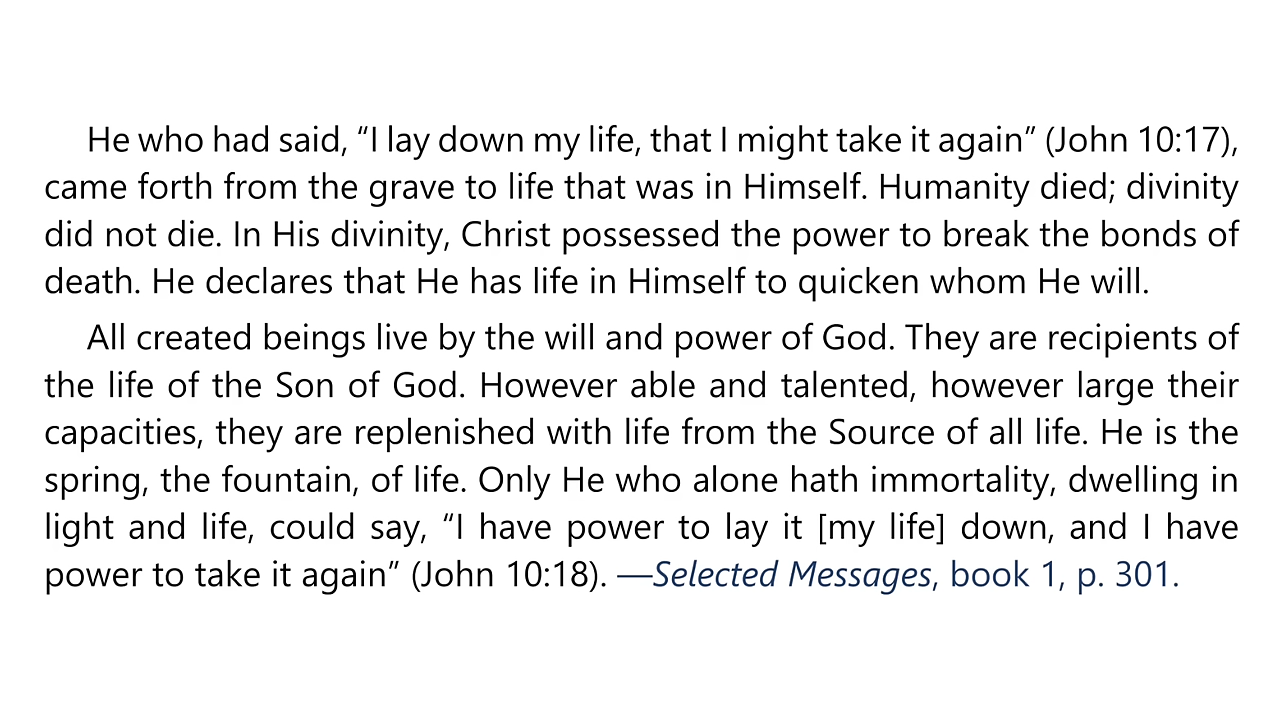 He who had said, “I lay down my life, that I might take it again” (John 10:17),
came forth from the grave to life that was in Himself. Humanity died; divinity
did not die. In His divinity, Christ possessed the power to break the bonds of
death. He declares that He has life in Himself to quicken whom He will.
All created beings live by the will and power of God. They are recipients of
the life of the Son of God. However able and talented, however large their
capacities, they are replenished with life from the Source of all life. He is the
spring, the fountain, of life. Only He who alone hath immortality, dwelling in
light and life, could say, “I have power to lay it [my life] down, and I have
power to take it again” (John 10:18). —Selected Messages, book 1, p. 301.